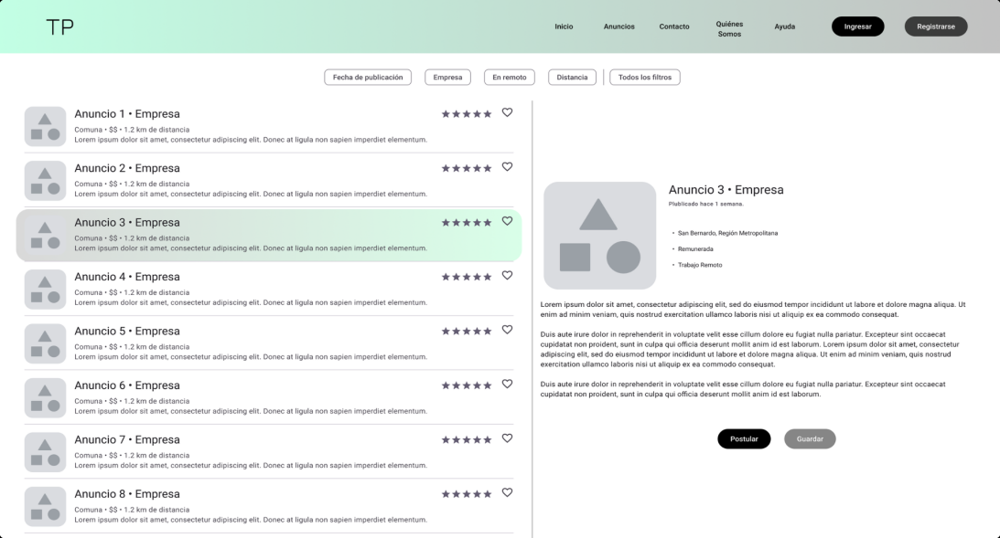 TP
Inicio
Anuncios
Contacto
Quiénes
Somos
Ayuda
Ingresar
Registrarse
Fecha de publicación
Empresa
En remoto
Distancia
Todos los filtros
Anuncio 1 • Empresa
Comuna • $$ • 1.2 km de distancia
Lorem ipsum dolor sit amet, consectetur adipiscing elit. Donec at ligula non sapien imperdiet elementum.
Anuncio 2 • Empresa
Comuna • $$ • 1.2 km de distancia
Lorem ipsum dolor sit amet, consectetur adipiscing elit. Donec at ligula non sapien imperdiet elementum.
Anuncio 3 • Empresa
Comuna • $$ • 1.2 km de distancia
Lorem ipsum dolor sit amet, consectetur adipiscing elit. Donec at ligula non sapien imperdiet elementum.
Anuncio 4 • Empresa
Comuna • $$ • 1.2 km de distancia
Lorem ipsum dolor sit amet, consectetur adipiscing elit. Donec at ligula non sapien imperdiet elementum.
Anuncio 5 • Empresa
Comuna • $$ • 1.2 km de distancia
Lorem ipsum dolor sit amet, consectetur adipiscing elit. Donec at ligula non sapien imperdiet elementum.
Anuncio 6 • Empresa
Comuna • $$ • 1.2 km de distancia
Lorem ipsum dolor sit amet, consectetur adipiscing elit. Donec at ligula non sapien imperdiet elementum.
Anuncio 7 • Empresa
Comuna • $$ • 1.2 km de distancia
Lorem ipsum dolor sit amet, consectetur adipiscing elit. Donec at ligula non sapien imperdiet elementum.
Anuncio 8 • Empresa
Comuna • $$ • 1.2 km de distancia
Lorem ipsum dolor sit amet, consectetur adipiscing elit. Donec at ligula non sapien imperdiet elementum.
Anuncio 3 • Empresa
Plublicado hace 1 semana.
• San Bernardo, Región Metropolitana
• Remunerada
• Trabajo Remoto
Lorem ipsum dolor sit amet, consectetur adipiscing elit, sed do eiusmod tempor incididunt ut labore et dolore magna aliqua. Ut
enim ad minim veniam, quis nostrud exercitation ullamco laboris nisi ut aliquip ex ea commodo consequat.
Duis aute irure dolor in reprehenderit in voluptate velit esse cillum dolore eu fugiat nulla pariatur. Excepteur sint occaecat
cupidatat non proident, sunt in culpa qui officia deserunt mollit anim id est laborum. Lorem ipsum dolor sit amet, consectetur
adipiscing elit, sed do eiusmod tempor incididunt ut labore et dolore magna aliqua. Ut enim ad minim veniam, quis nostrud
exercitation ullamco laboris nisi ut aliquip ex ea commodo consequat.
Duis aute irure dolor in reprehenderit in voluptate velit esse cillum dolore eu fugiat nulla pariatur. Excepteur sint occaecat
cupidatat non proident, sunt in culpa qui officia deserunt mollit anim id est laborum.
Postular
Guardar